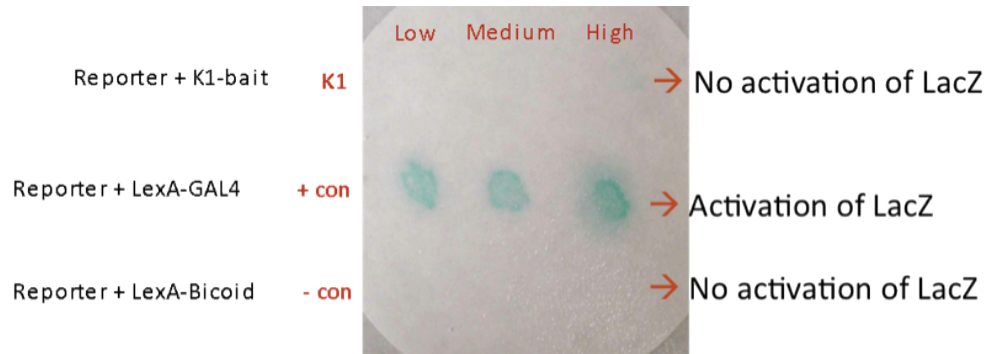 Low Medium High
Reporter + K1-bait K1 → No activation of LacZ
Reporter + LexA-GAL4 + con → Activation of LacZ
Reporter + LexA-Bicoid - con → No activation of LacZ